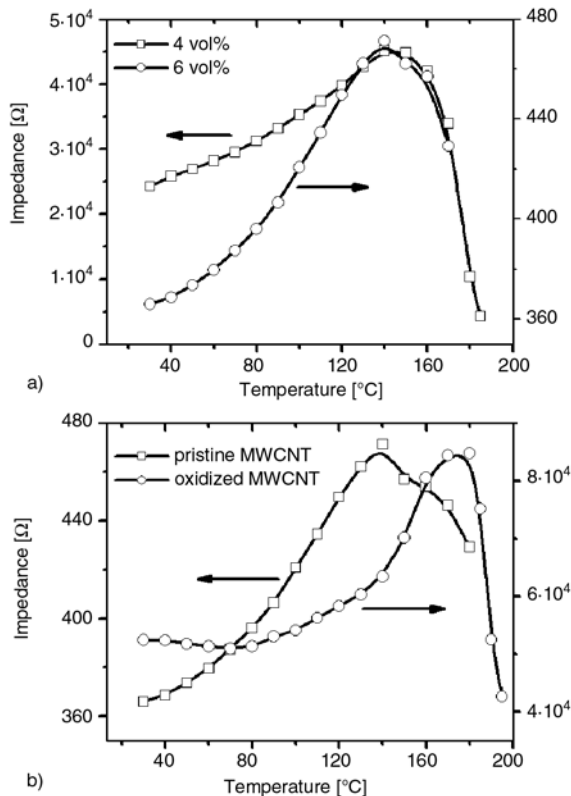 5·10⁴
4·10⁴
3·10⁴
2·10⁴
1·10⁴
0
Impedance [Ω]
4 vol%
6 vol%
480
440
400
360
40 80 120 160 200
Temperature [°C]
a)
480
440
400
360
Impedance [Ω]
pristine MWCNT
oxidized MWCNT
8·10⁴
6·10⁴
4·10⁴
40 80 120 160 200
Temperature [°C]
b)